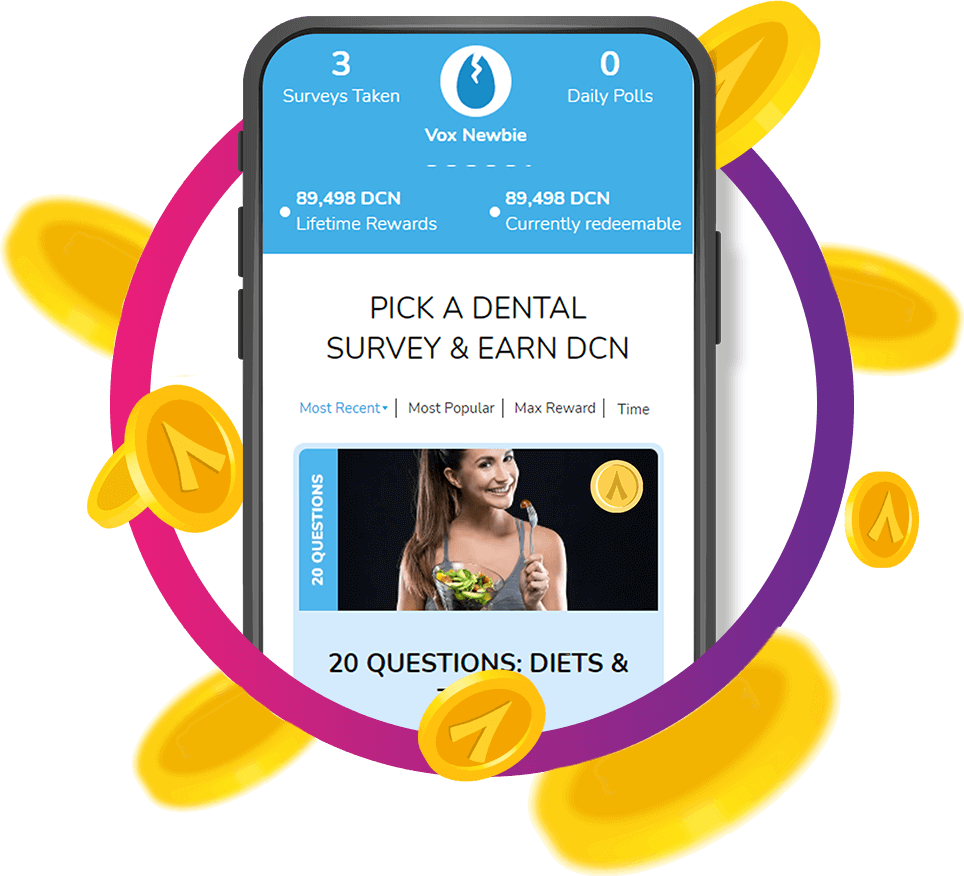 3
Surveys Taken
0
Daily Polls
Vox Newbie
89,498 DCN
Lifetime Rewards
89,498 DCN
Currently redeemable
PICK A DENTAL
SURVEY & EARN DCN
Most Recent
Most Popular
Max Reward
Time
20 QUESTIONS
20 QUESTIONS: DIETS &